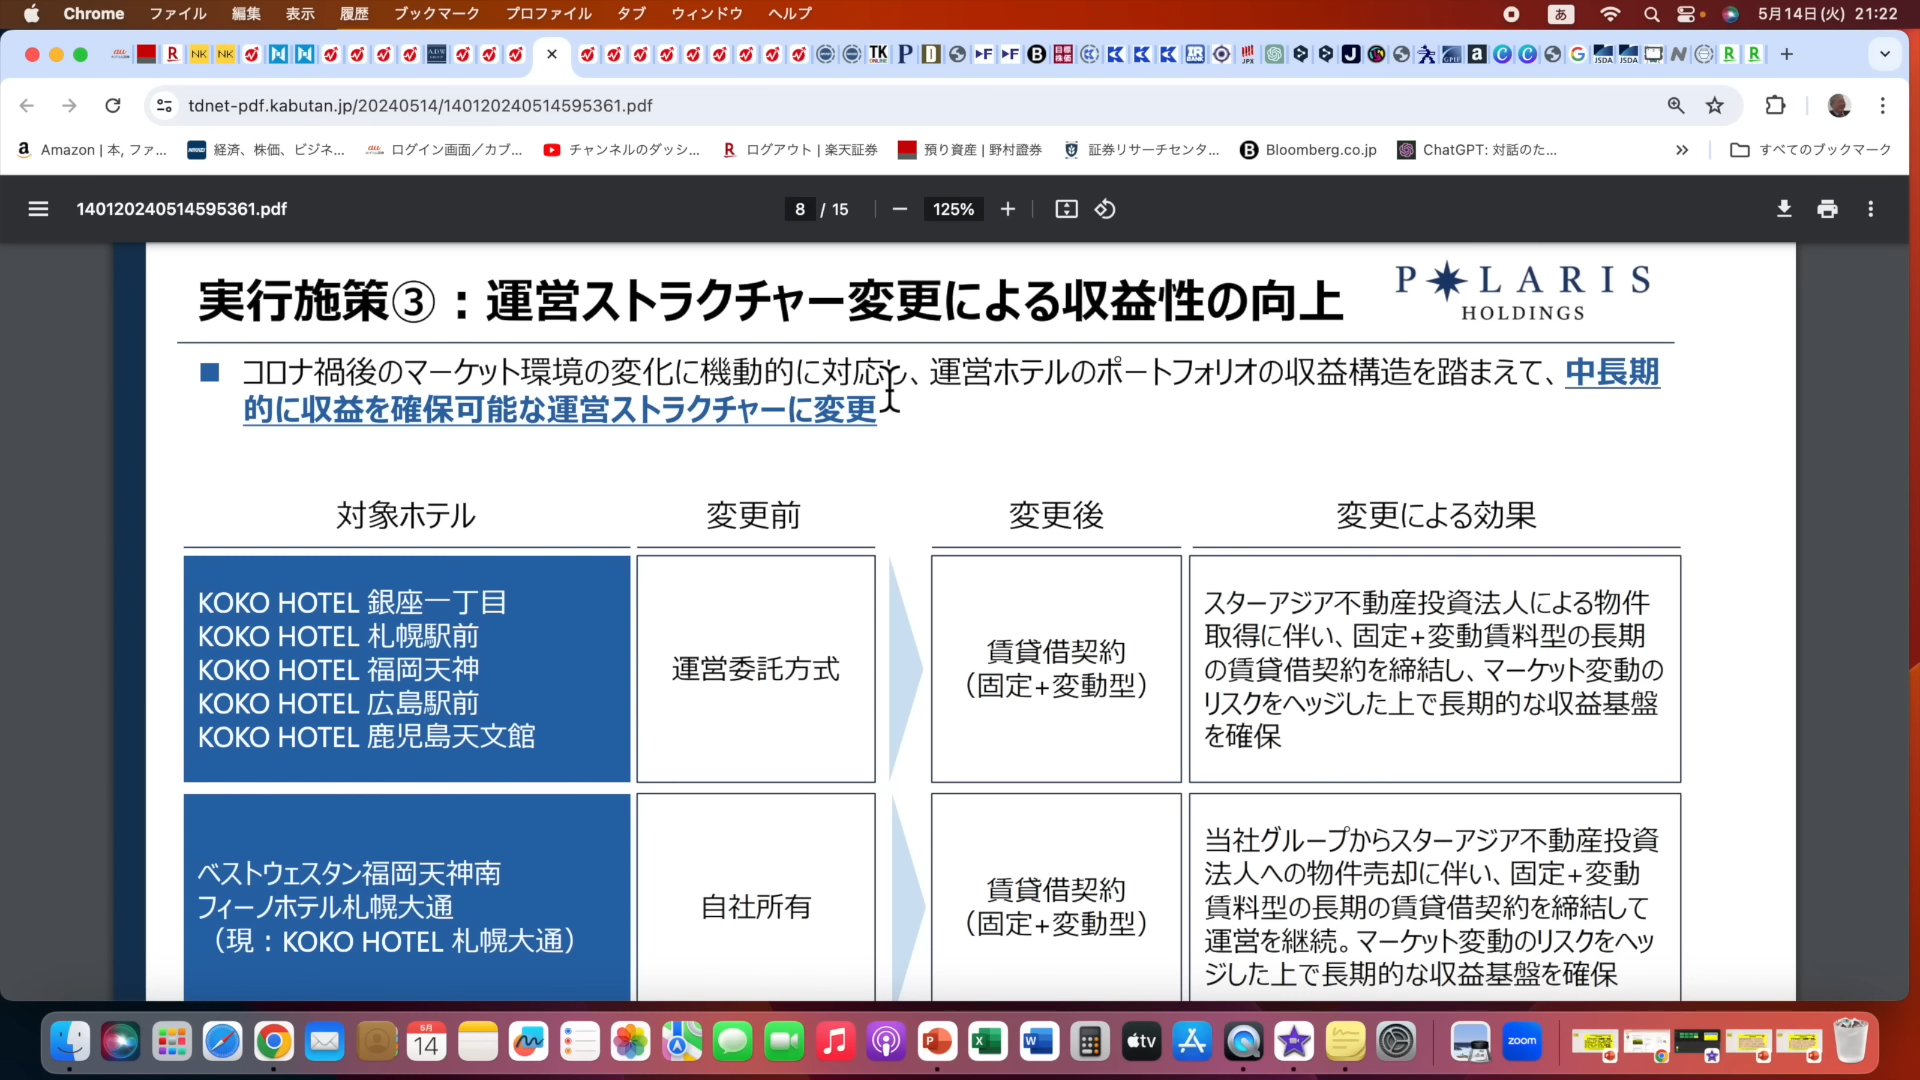 Chrome ファイル 編集 表示 履歴 ブックマーク プロファイル タブ ウィンドウ ヘルプ
あ 5月14日(火) 21:22
tdnet-pdf.kabutan.jp/20240514/140120240514595361.pdf
Amazon | 本, ファ... 経済、株価、ビジネ... ログイン画面／カブ... チャンネルのダッシ... ログアウト | 楽天証券 預り資産 | 野村證券 証券リサーチセンタ... Bloomberg.co.jp ChatGPT: 対話のた... » すべてのブックマーク
140120240514595361.pdf 8 / 15 125%
実行施策③：運営ストラクチャー変更による収益性の向上
POLARIS
HOLDINGS
コロナ禍後のマーケット環境の変化に機動的に対応し、運営ホテルのポートフォリオの収益構造を踏まえて、中長期
的に収益を確保可能な運営ストラクチャーに変更
対象ホテル 変更前 変更後 変更による効果
KOKO HOTEL 銀座一丁目
KOKO HOTEL 札幌駅前
KOKO HOTEL 福岡天神
KOKO HOTEL 広島駅前
KOKO HOTEL 鹿児島天文館
運営委託方式
賃貸借契約
（固定+変動型）
スターアジア不動産投資法人による物件
取得に伴い、固定+変動賃料型の長期
の賃貸借契約を締結し、マーケット変動の
リスクをヘッジした上で長期的な収益基盤
を確保
ベストウェスタン福岡天神南
フィーノホテル札幌大通
（現：KOKO HOTEL 札幌大通）
自社所有
賃貸借契約
（固定+変動型）
当社グループからスターアジア不動産投資
法人への物件売却に伴い、固定+変動
賃料型の長期の賃貸借契約を締結して
運営を継続。マーケット変動のリスクをヘッ
ジした上で長期的な収益基盤を確保
5月
14
tv
zoom